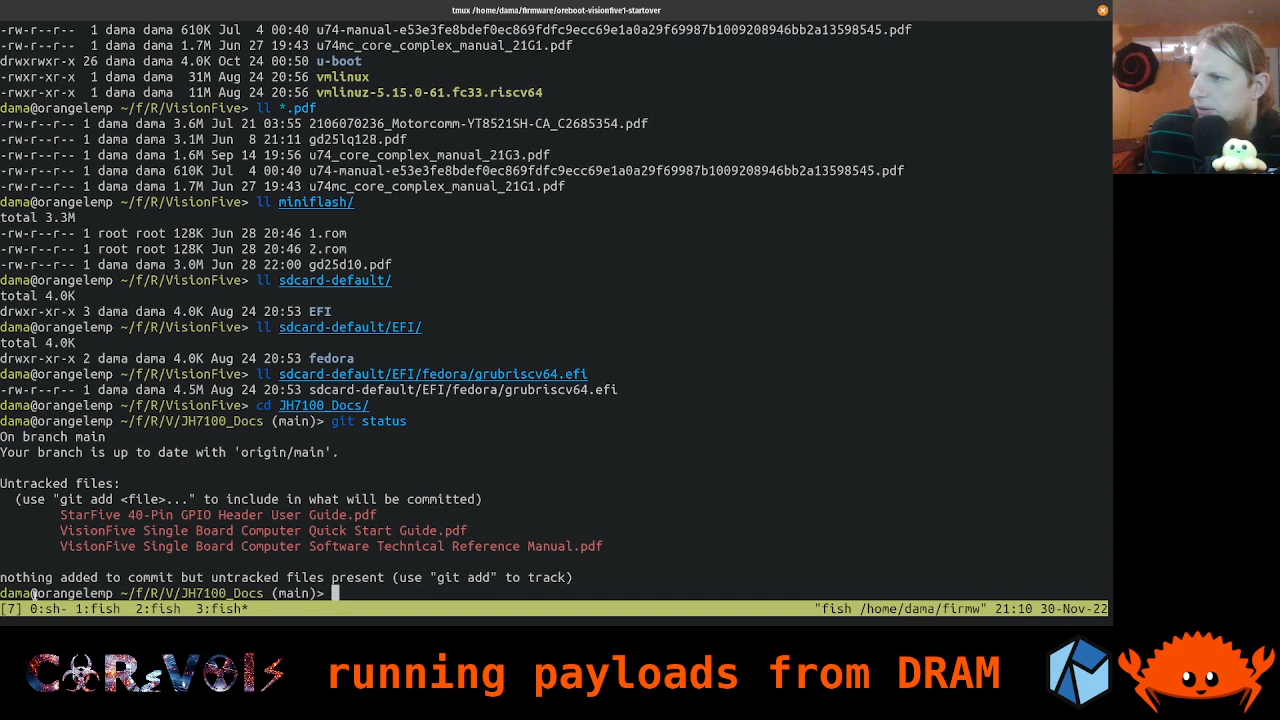 tmux /home/dama/firmware/oreboot-visionfive1-startover
-rw-r--r-- 1 dama dama 610K Jul 4 00:40 u74-manual-e53e3fe8bdef0ec869fdfc9ecc69e1a0a29f69987b1009208946bb2a13598545.pdf
-rw-r--r-- 1 dama dama 1.7M Jun 27 19:43 u74mc_core_complex_manual_21G1.pdf
drwxrwxr-x 26 dama dama 4.0K Oct 24 00:50 u-boot
-rwxr-xr-x 1 dama dama 31M Aug 24 20:56 vmlinux
-rwxr-xr-x 1 dama dama 11M Aug 24 20:56 vmlinuz-5.15.0-61.fc33.riscv64
dama@orangelemp ~/f/R/VisionFive> ll *.pdf
-rw-r--r-- 1 dama dama 3.6M Jul 21 03:55 2106070236_Motorcomm-YT8521SH-CA_C2685354.pdf
-rw-r--r-- 1 dama dama 3.1M Jun 8 21:11 gd25lq128.pdf
-rw-r--r-- 1 dama dama 1.6M Sep 14 19:56 u74_core_complex_manual_21G3.pdf
-rw-r--r-- 1 dama dama 610K Jul 4 00:40 u74-manual-e53e3fe8bdef0ec869fdfc9ecc69e1a0a29f69987b1009208946bb2a13598545.pdf
-rw-r--r-- 1 dama dama 1.7M Jun 27 19:43 u74mc_core_complex_manual_21G1.pdf
dama@orangelemp ~/f/R/VisionFive> ll miniflash/
total 3.3M
-rw-r--r-- 1 root root 128K Jun 28 20:46 1.rom
-rw-r--r-- 1 root root 128K Jun 28 20:46 2.rom
-rw-r--r-- 1 dama dama 3.0M Jun 28 22:00 gd25d10.pdf
dama@orangelemp ~/f/R/VisionFive> ll sdcard-default/
total 4.0K
drwxr-xr-x 3 dama dama 4.0K Aug 24 20:53 EFI
dama@orangelemp ~/f/R/VisionFive> ll sdcard-default/EFI/
total 4.0K
drwxr-xr-x 2 dama dama 4.0K Aug 24 20:53 fedora
dama@orangelemp ~/f/R/VisionFive> ll sdcard-default/EFI/fedora/grubriscv64.efi
-rw-r--r-- 1 dama dama 4.5M Aug 24 20:53 sdcard-default/EFI/fedora/grubriscv64.efi
dama@orangelemp ~/f/R/VisionFive> cd JH7100_Docs/
dama@orangelemp ~/f/R/V/JH7100_Docs (main)> git status
On branch main
Your branch is up to date with 'origin/main'.
Untracked files:
(use "git add <file>..." to include in what will be committed)
StarFive 40-Pin GPIO Header User Guide.pdf
VisionFive Single Board Computer Quick Start Guide.pdf
VisionFive Single Board Computer Software Technical Reference Manual.pdf
nothing added to commit but untracked files present (use "git add" to track)
dama@orangelemp ~/f/R/V/JH7100_Docs (main)>
[7] 0:sh- 1:fish 2:fish 3:fish* "fish /home/dama/firmw" 21:10 30-Nov-22
running payloads from DRAM